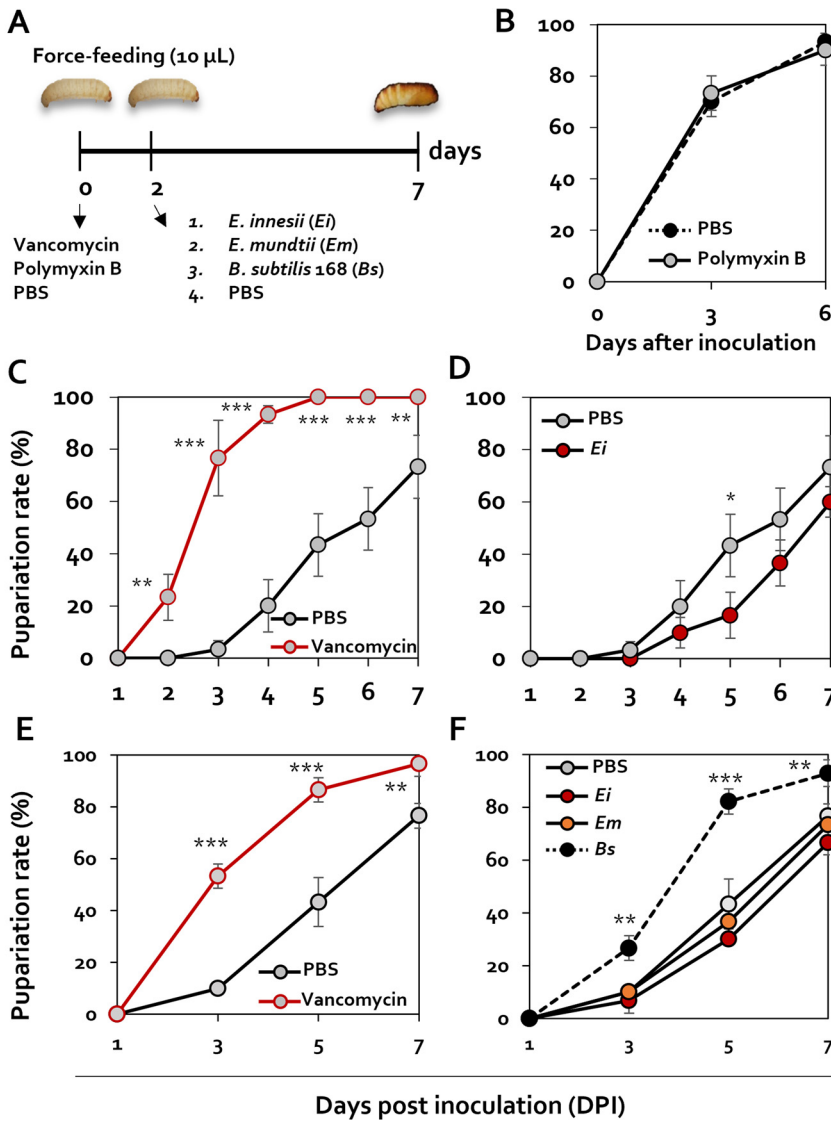 A
Force-feeding (10 µL)
days
0 2 7
Vancomycin
Polymyxin B
PBS
1. E. innesii (Ei)
2. E. mundtii (Em)
3. B. subtilis 168 (Bs)
4. PBS
B
100
80
60
40
20
0
PBS
Polymyxin B
0 3 6
Days after inoculation
C
Pupariation rate (%)
100
80
60
40
20
0
** *** *** *** *** **
PBS
Vancomycin
1 2 3 4 5 6 7
D
100
80
60
40
20
0
PBS
Ei
*
1 2 3 4 5 6 7
E
Pupariation rate (%)
100
80
60
40
20
0
*** *** **
PBS
Vancomycin
1 3 5 7
F
100
80
60
40
20
0
PBS
Ei
Em
Bs
** *** **
1 3 5 7
Days post inoculation (DPI)